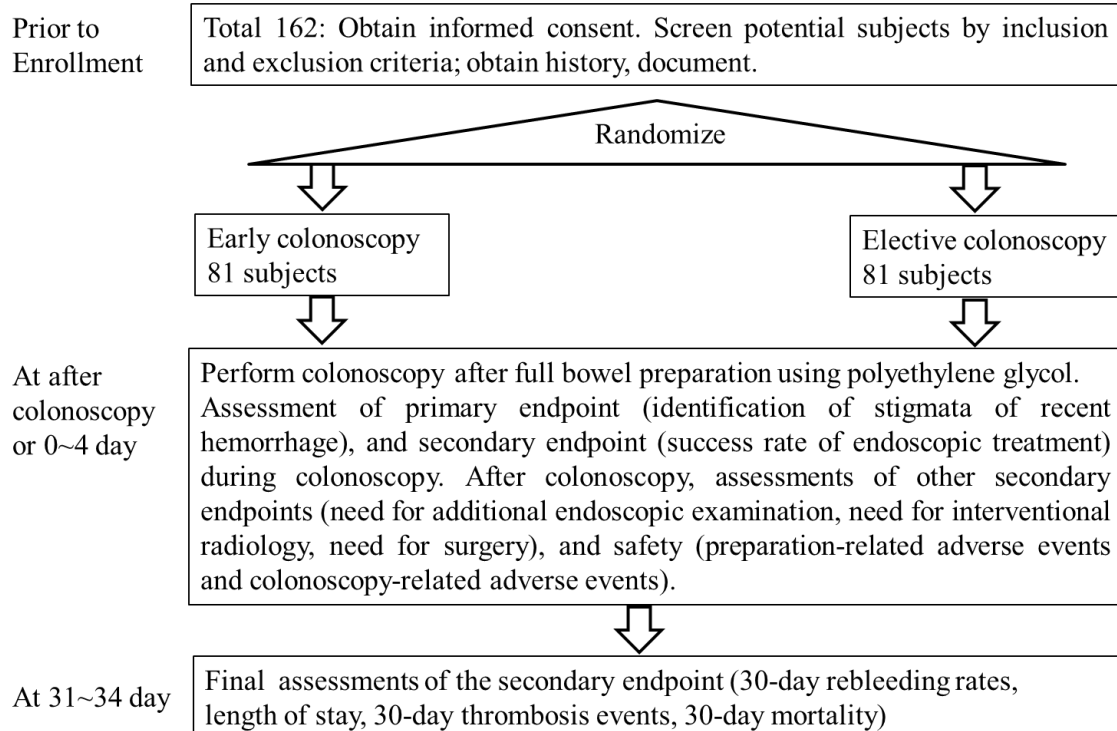 Prior to
Enrollment
Total 162: Obtain informed consent. Screen potential subjects by inclusion
and exclusion criteria; obtain history, document.
Randomize
Early colonoscopy
81 subjects
Elective colonoscopy
81 subjects
At after
colonoscopy
or 0~4 day
Perform colonoscopy after full bowel preparation using polyethylene glycol.
Assessment of primary endpoint (identification of stigmata of recent
hemorrhage), and secondary endpoint (success rate of endoscopic treatment)
during colonoscopy. After colonoscopy, assessments of other secondary
endpoints (need for additional endoscopic examination, need for interventional
radiology, need for surgery), and safety (preparation-related adverse events
and colonoscopy-related adverse events).
At 31~34 day
Final assessments of the secondary endpoint (30-day rebleeding rates,
length of stay, 30-day thrombosis events, 30-day mortality)